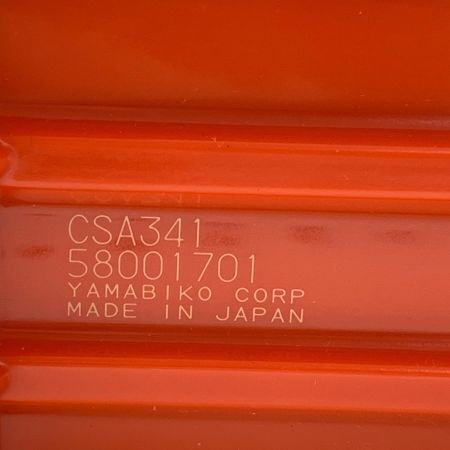 CSA341
58001701
YAMABIKO CORP
MADE IN JAPAN